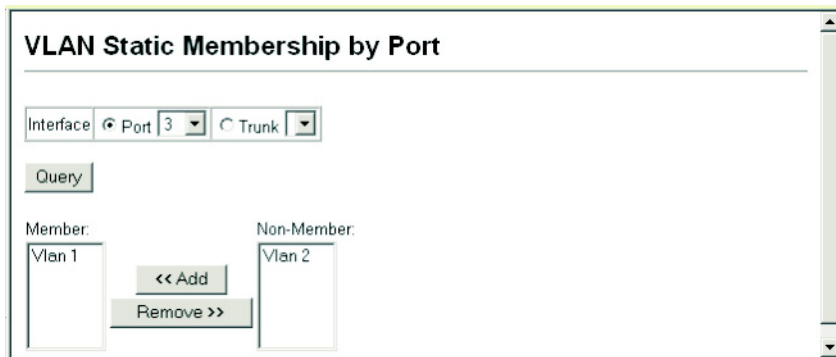 VLAN Static Membership by Port
Interface Port 3 Trunk
Query
Member: Non-Member:
Vlan 1 Vlan 2
<< Add
Remove >>